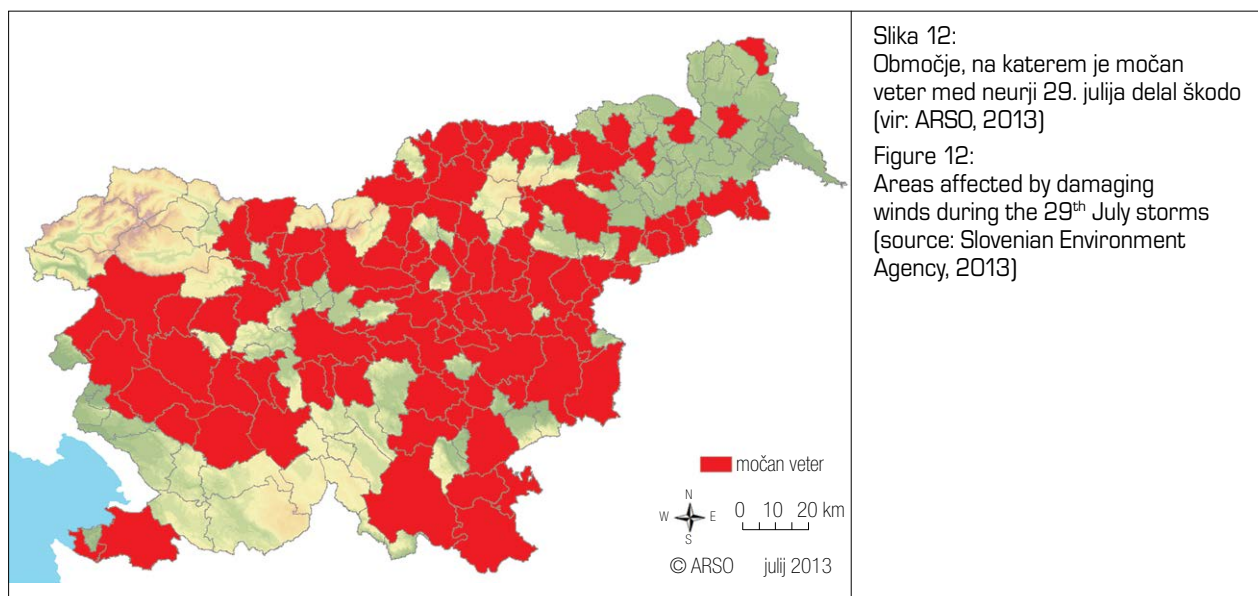 Slika 12:
Območje, na katerem je močan
veter med neurji 29. julija delal škodo
(vir: ARSO, 2013)
Figure 12:
Areas affected by damaging
winds during the 29th July storms
(source: Slovenian Environment
Agency, 2013)
močan veter
N
W E
S
0 10 20 km
© ARSO julij 2013